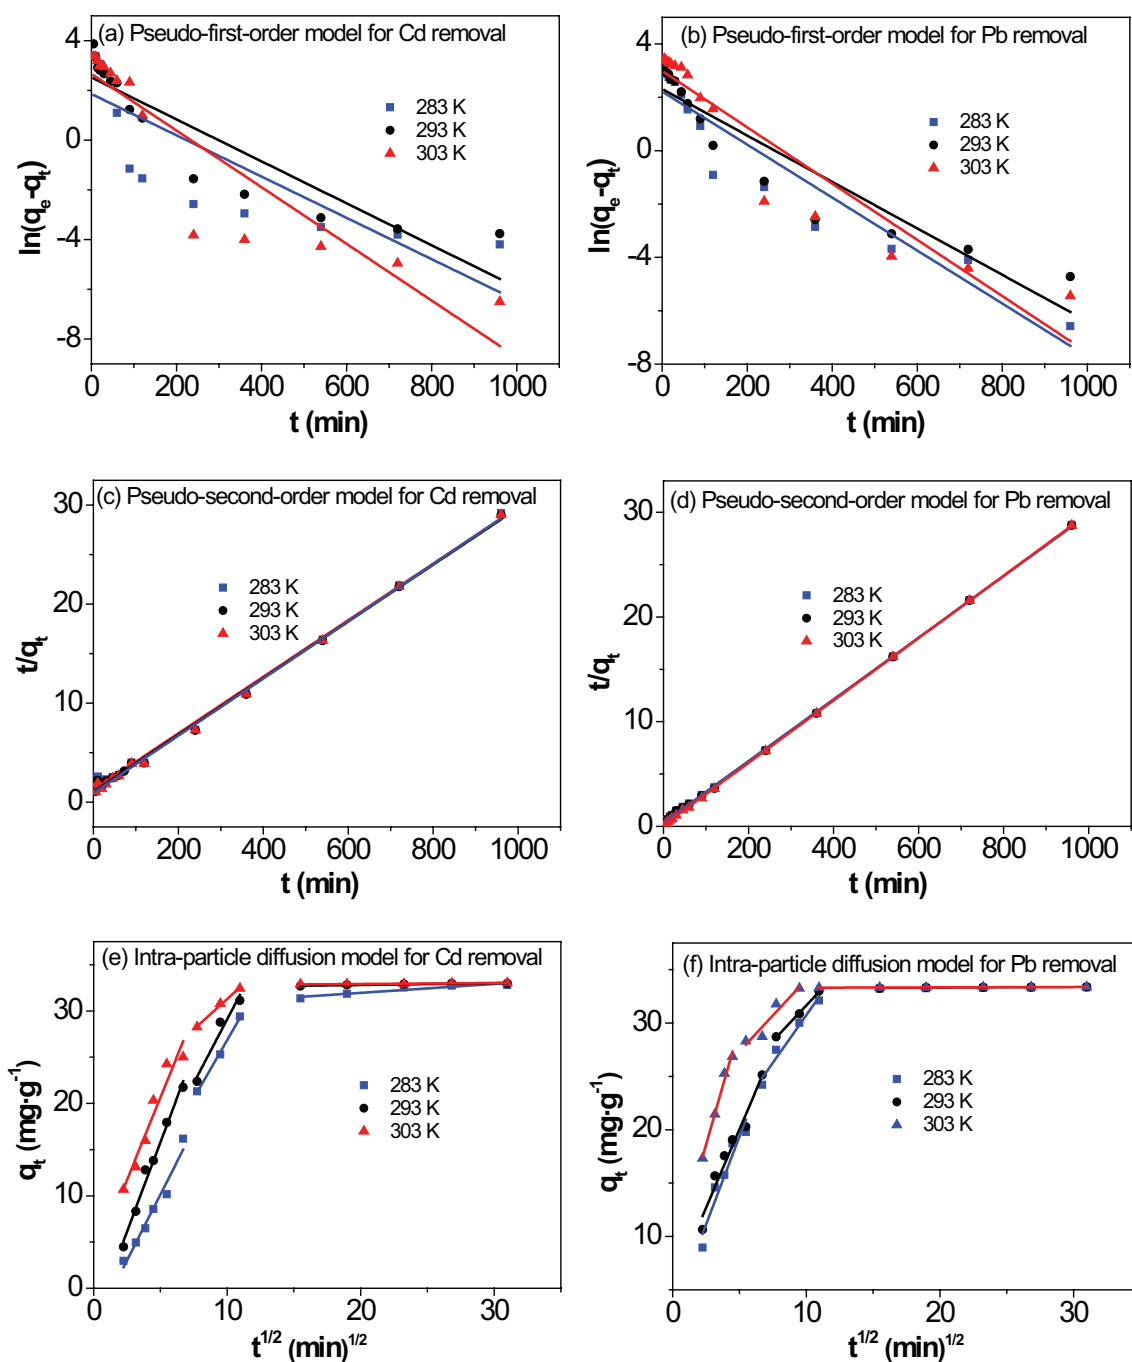 (a) Pseudo-first-order model for Cd removal
4
0
-4
-8
ln(qe-qt)
283 K
293 K
303 K
0 200 400 600 800 1000
t (min)
(b) Pseudo-first-order model for Pb removal
4
0
-4
-8
ln(qe-qt)
283 K
293 K
303 K
0 200 400 600 800 1000
t (min)
(c) Pseudo-second-order model for Cd removal
30
20
10
0
t/qt
283 K
293 K
303 K
0 200 400 600 800 1000
t (min)
(d) Pseudo-second-order model for Pb removal
30
20
10
0
t/qt
283 K
293 K
303 K
0 200 400 600 800 1000
t (min)
(e) Intra-particle diffusion model for Cd removal
30
20
10
0
qt (mg·g-1)
283 K
293 K
303 K
0 10 20 30
t1/2 (min)1/2
(f) Intra-particle diffusion model for Pb removal
30
20
10
qt (mg·g-1)
283 K
293 K
303 K
0 10 20 30
t1/2 (min)1/2